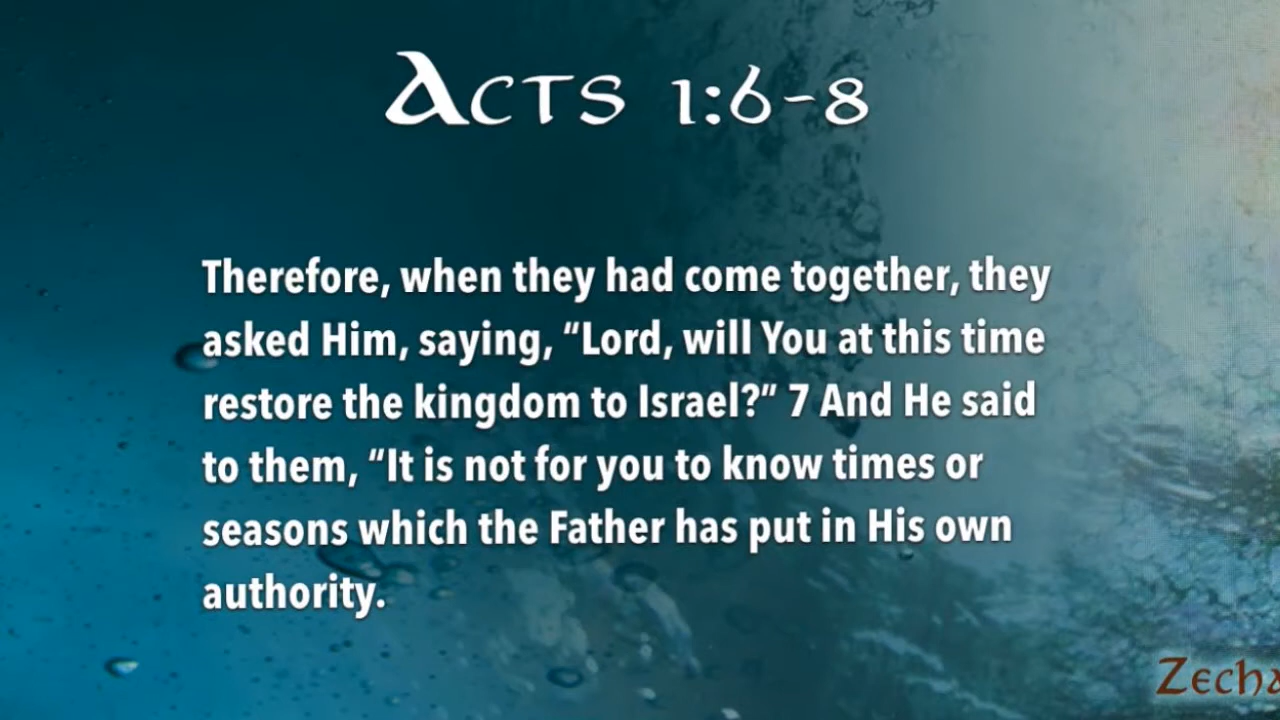 Acts 1:6-8
Therefore, when they had come together, they
asked Him, saying, “Lord, will You at this time
restore the kingdom to Israel?” 7 And He said
to them, “It is not for you to know times or
seasons which the Father has put in His own
authority.
Zecha